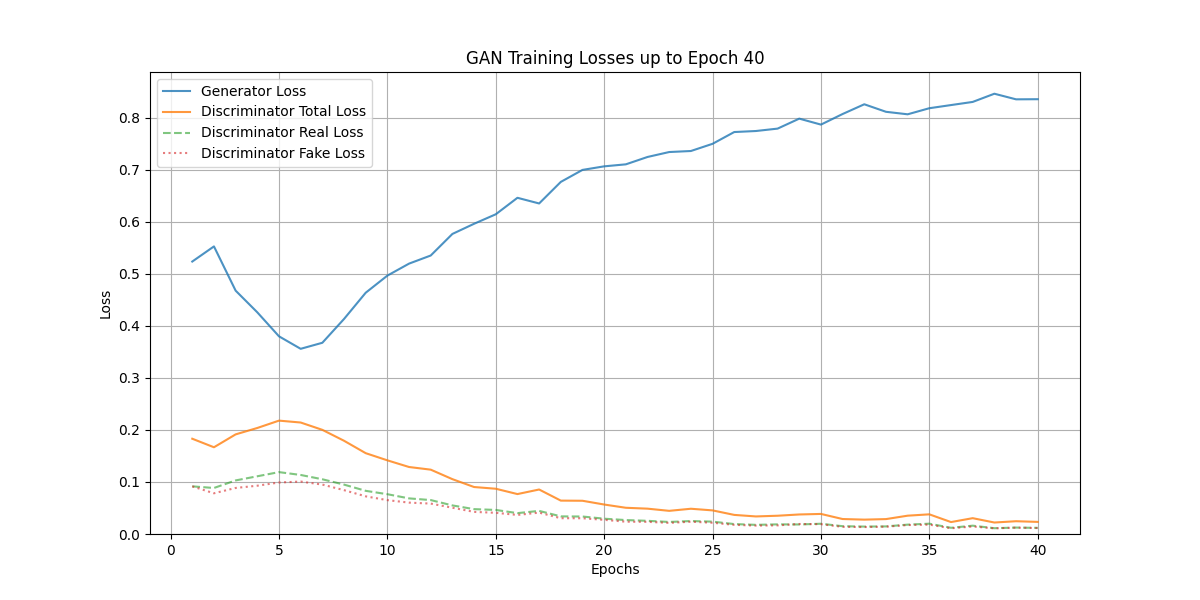 GAN Training Losses up to Epoch 40
Generator Loss
Discriminator Total Loss
Discriminator Real Loss
Discriminator Fake Loss
0.8
0.7
0.6
0.5
0.4
0.3
0.2
0.1
0.0
Loss
0 5 10 15 20 25 30 35 40
Epochs